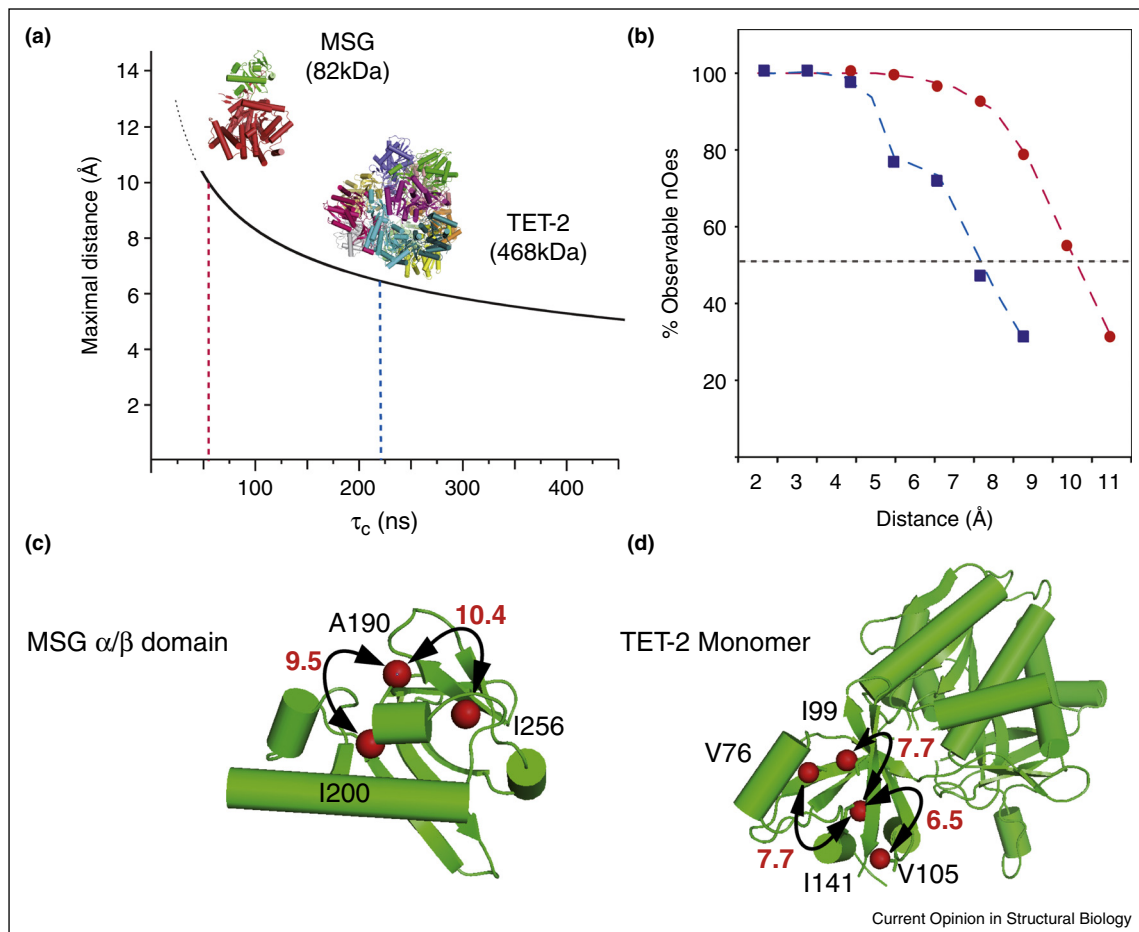 (a)
MSG
(82kDa)
TET-2
(468kDa)
Maximal distance (Å)
14
12
10
8
6
4
2
100
200
300
400
τc (ns)
(b)
% Observable nOes
100
80
60
40
20
2 3 4 5 6 7 8 9 10 11
Distance (Å)
(c)
MSG α/β domain
A190
10.4
9.5
I256
I200
(d)
TET-2 Monomer
I99
V76
7.7
6.5
7.7
I141
V105
Current Opinion in Structural Biology